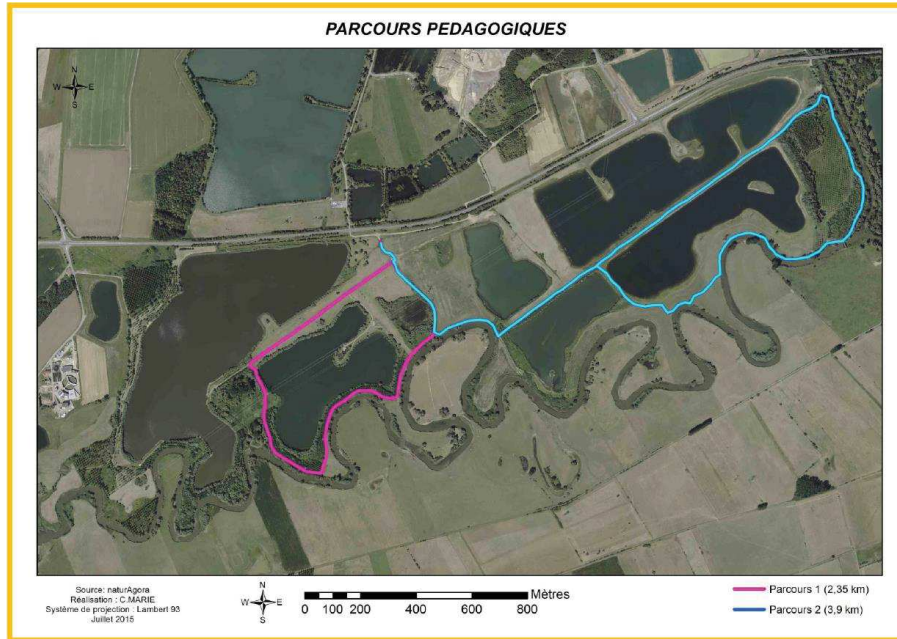 PARCOURS PEDAGOGIQUES
N
W E
S
Source: naturAgora
Réalisation : C.MARIE
Système de projection : Lambert 93
Juillet 2015
N
W E
S
Mètres
0 100 200 400 600 800
Parcours 1 (2,35 km)
Parcours 2 (3,9 km)